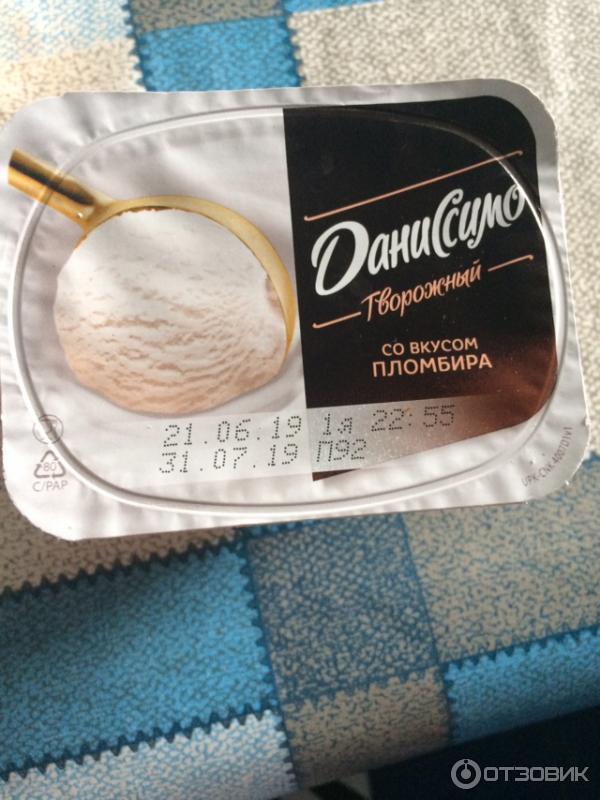 Даниссимо
Творожный
СО ВКУСОМ
ПЛОМБИРА
21.06.19 1я 22:55
31.07.19 П92
80
C/PAP
ОТЗОВИК